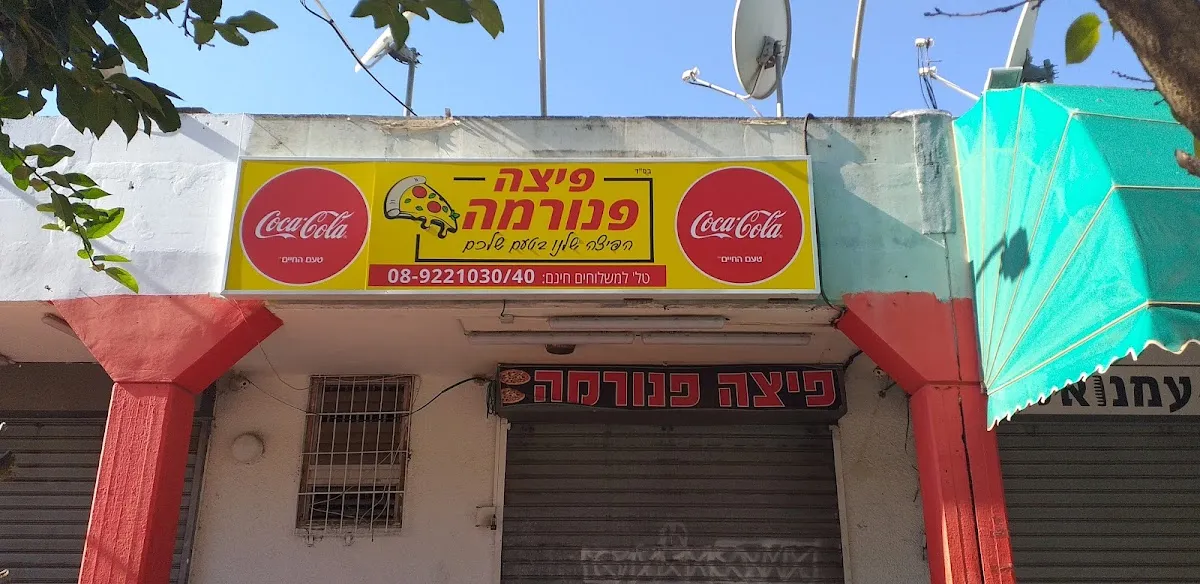 בס"ד
פיצה
פנורמה
הפיצה שלנו בטעם שלכם
טל' למשלוחים חינם: 08-9221030/40
Coca-Cola
טעם החיים
Coca-Cola
טעם החיים
פיצה פנורמה